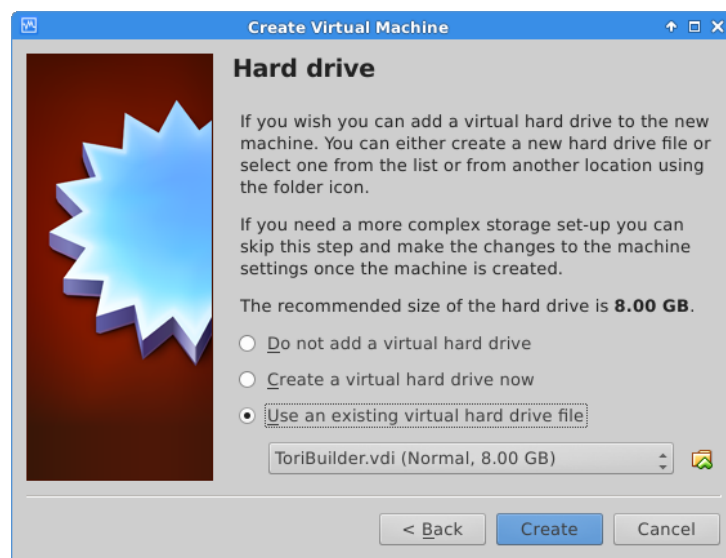 Create Virtual Machine
Hard drive
If you wish you can add a virtual hard drive to the new
machine. You can either create a new hard drive file or
select one from the list or from another location using
the folder icon.
If you need a more complex storage set-up you can
skip this step and make the changes to the machine
settings once the machine is created.
The recommended size of the hard drive is 8.00 GB.
Do not add a virtual hard drive
Create a virtual hard drive now
Use an existing virtual hard drive file
ToriBuilder.vdi (Normal, 8.00 GB)
< Back Create Cancel